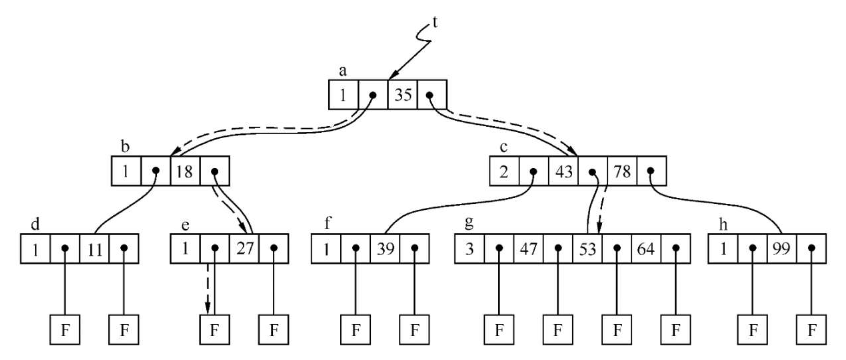 t
a
1 35
b c
1 18 2 43 78
d e f g h
1 11 1 27 1 39 3 47 53 64 1 99
F F F F F F F F F F F F